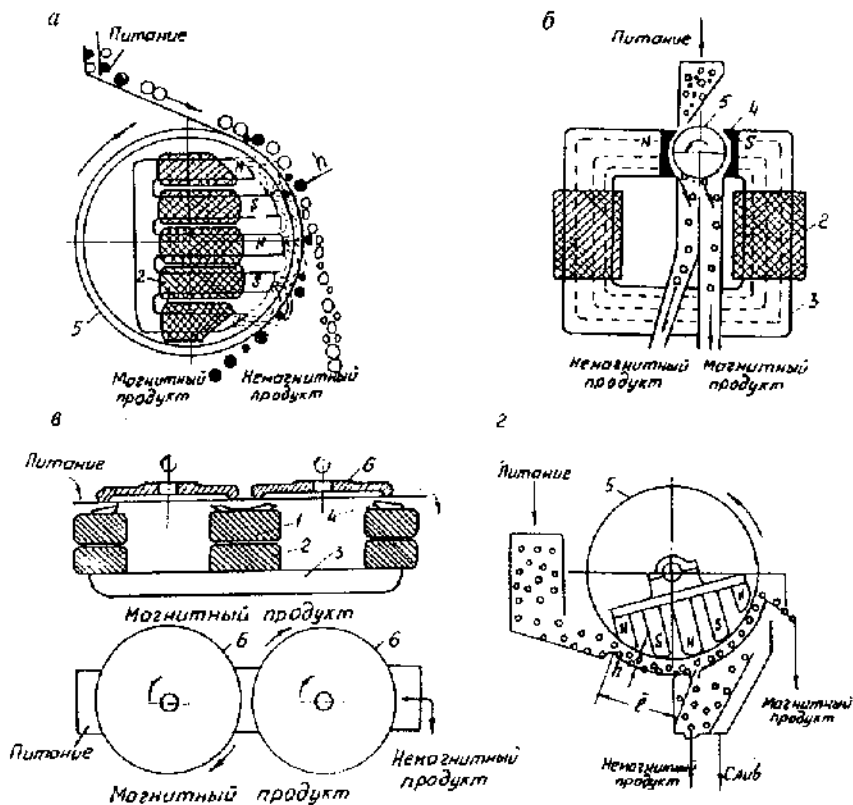 а
Питание
h
N
S
N
S
2
5
Магнитный
продукт
Немагнитный
продукт
б
Питание
5
4
N
S
2
3
Немагнитный
продукт
Магнитный
продукт
в
Питание
6
4
1
2
3
Магнитный продукт
6
6
Питание
Немагнитный
продукт
Магнитный продукт
г
Питание
5
N
S
N
S
N
h
l
Магнитный
продукт
Немагнитный
продукт
Слив